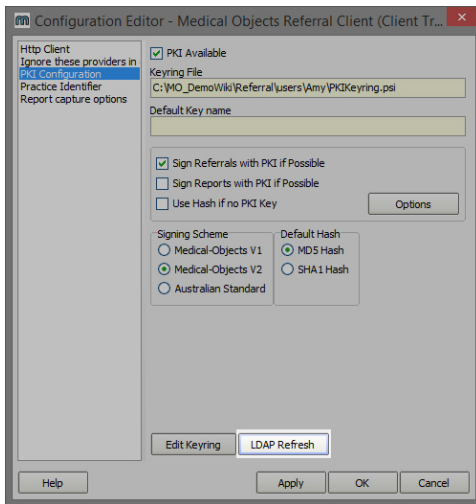 Configuration Editor - Medical Objects Referral Client (Client Tr...
Http Client
Ignore these providers in
PKI Configuration
Practice Identifier
Report capture options
PKI Available
Keyring File
C:\MO_DemoWiki\Referral\users\Amy\PKIKeyring.psi
Default Key name
Sign Referrals with PKI if Possible
Sign Reports with PKI if Possible
Use Hash if no PKI Key
Options
Signing Scheme
Medical-Objects V1
Medical-Objects V2
Australian Standard
Default Hash
MD5 Hash
SHA1 Hash
Edit Keyring
LDAP Refresh
Help
Apply
OK
Cancel